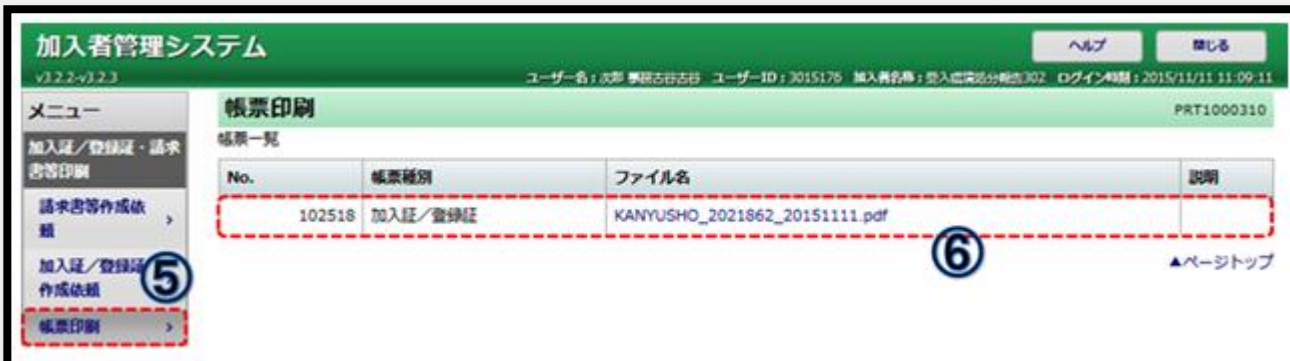 加入者管理システム
ヘルプ
閉じる
v3.2.2-v3.2.3
ユーザー名: ユーザーID:3015176 加入者名称: ログイン時刻:2015/11/11 11:09:11
メニュー
帳票印刷
PRT1000310
加入証／登録証・請求
書等印刷
帳票一覧
No.
帳票種別
ファイル名
説明
請求書等作成依
頼
102518
加入証／登録証
KANYUSHO_2021862_20151111.pdf
加入証／登録証
作成依頼
⑤
⑥
▲ページトップ
帳票印刷